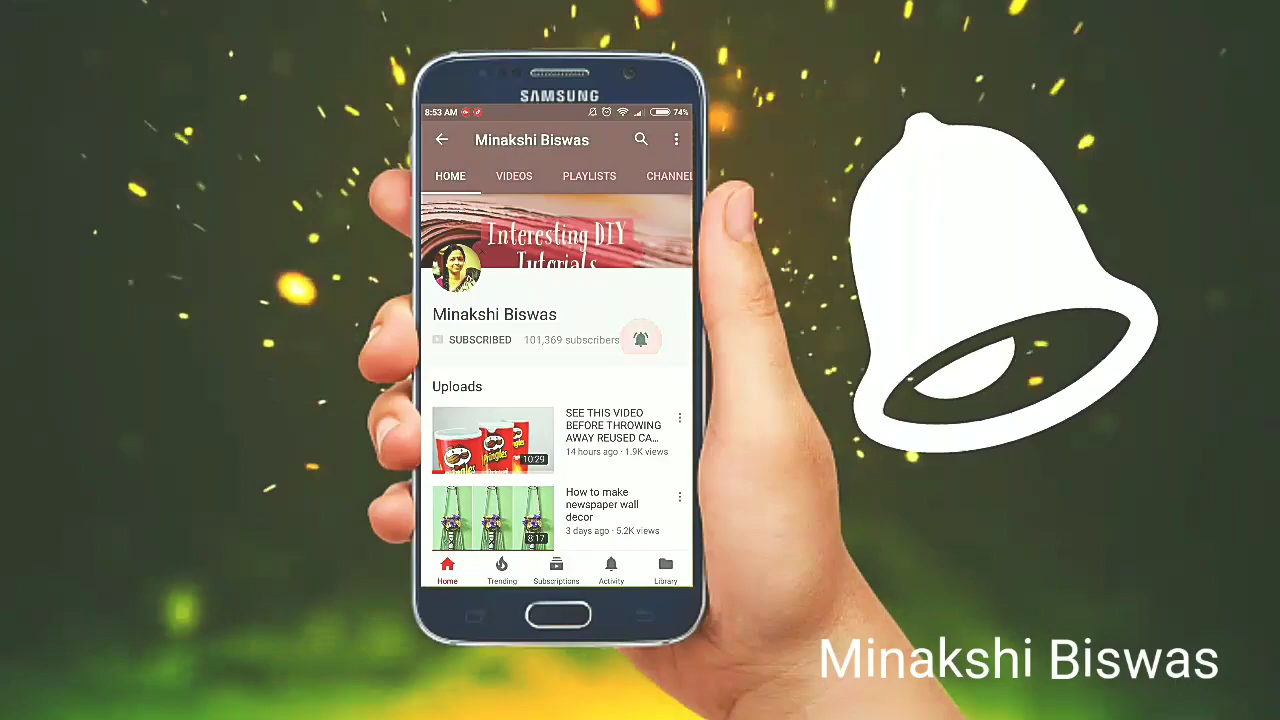 SAMSUNG
8:53 AM
74%
Minakshi Biswas
HOME VIDEOS PLAYLISTS CHANNEL
Interesting DIY
Tutorials
Minakshi Biswas
SUBSCRIBED 101,369 subscribers
Uploads
SEE THIS VIDEO
BEFORE THROWING
AWAY REUSED CA...
14 hours ago · 1.9K views
Pringles
10:29
How to make
newspaper wall
decor
3 days ago · 5.2K views
8:17
Home Trending Subscriptions Activity Library
Minakshi Biswas